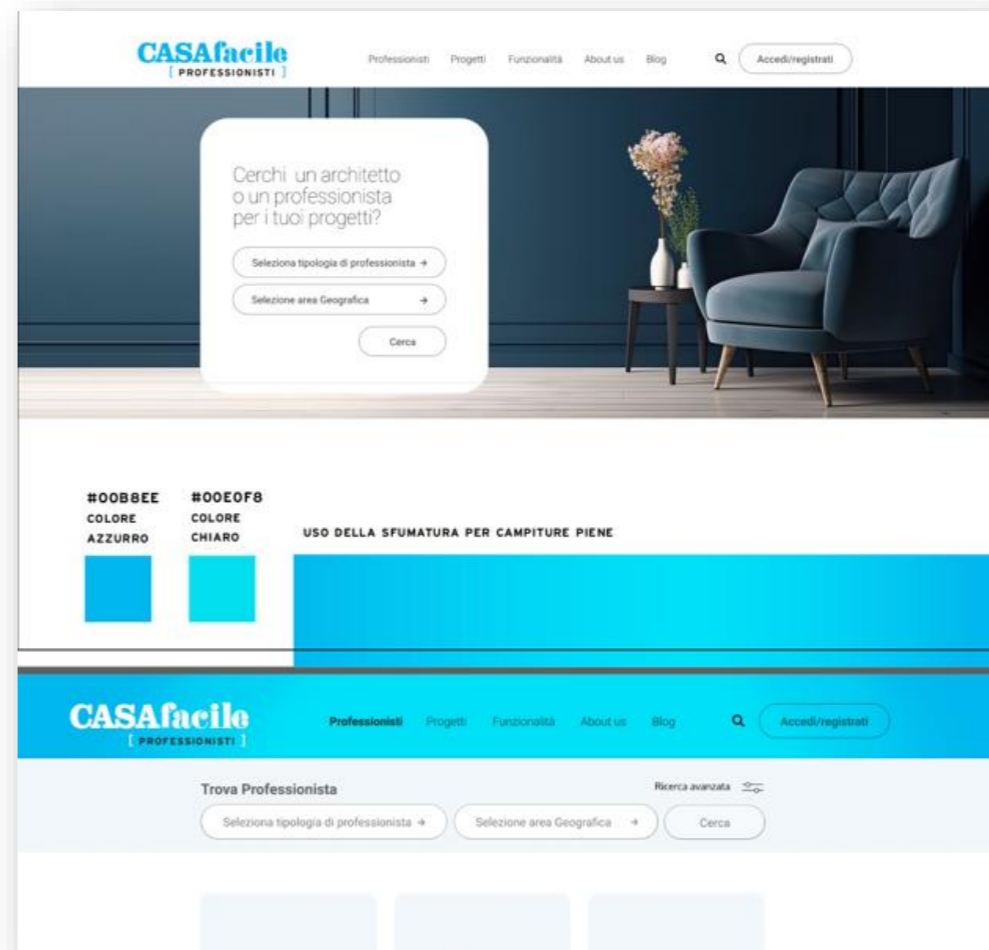 CASAfacile
[ PROFESSIONISTI ]
Professionisti Progetti Funzionalità About us Blog Accedi/registrati
Cerchi un architetto
o un professionista
per i tuoi progetti?
Seleziona tipologia di professionista →
Selezione area Geografica →
Cerca
#00B8EE
COLORE
AZZURRO
#00E0F8
COLORE
CHIARO
USO DELLA SFUMATURA PER CAMPITURE PIENE
CASAfacile
[ PROFESSIONISTI ]
Professionisti Progetti Funzionalità About us Blog Accedi/registrati
Trova Professionista
Ricerca avanzata
Seleziona tipologia di professionista →
Selezione area Geografica →
Cerca